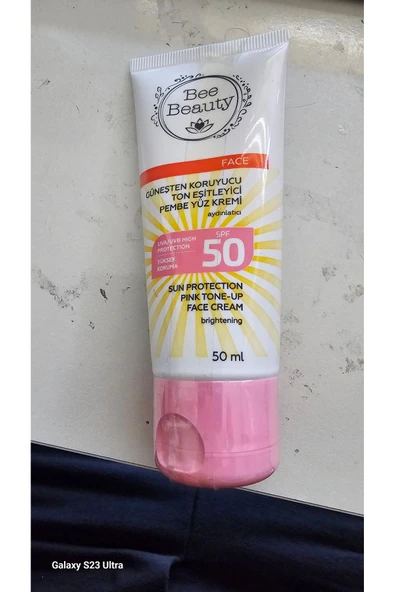 Bee
Beauty
FACE
GÜNEŞTEN KORUYUCU
TON EŞİTLEYİCİ
PEMBE YÜZ KREMİ
aydınlatıcı
UVA/UVB HIGH
PROTECTION
YÜKSEK
KORUMA
SPF
50
SUN PROTECTION
PINK TONE-UP
FACE CREAM
brightening
50 ml
Galaxy S23 Ultra